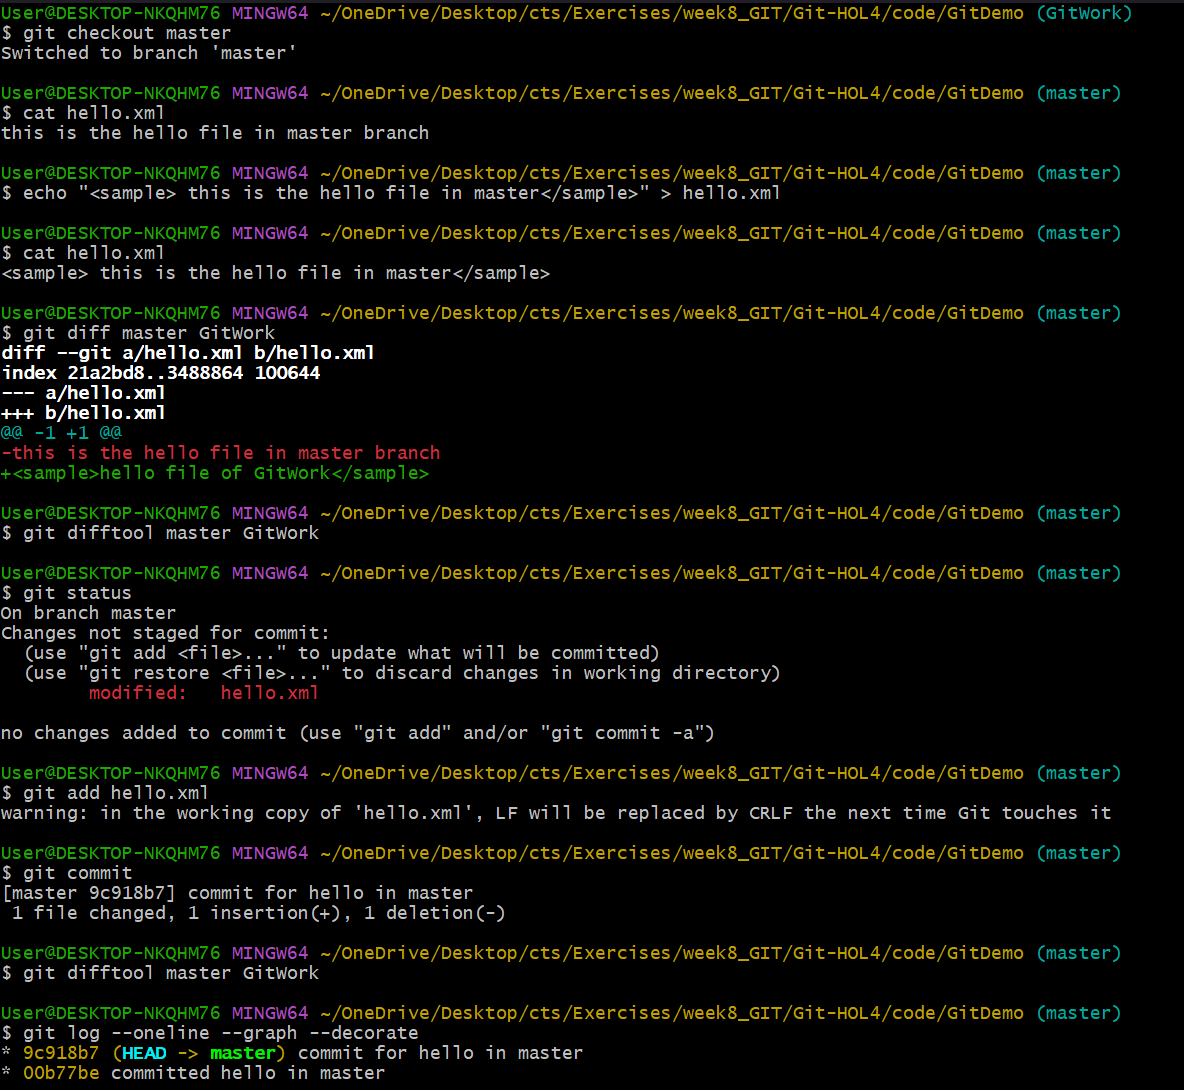 User@DESKTOP-NKQHM76 MINGW64 ~/OneDrive/Desktop/cts/Exercises/week8_GIT/Git-HOL4/code/GitDemo (GitWork)
$ git checkout master
Switched to branch 'master'
User@DESKTOP-NKQHM76 MINGW64 ~/OneDrive/Desktop/cts/Exercises/week8_GIT/Git-HOL4/code/GitDemo (master)
$ cat hello.xml
this is the hello file in master branch
User@DESKTOP-NKQHM76 MINGW64 ~/OneDrive/Desktop/cts/Exercises/week8_GIT/Git-HOL4/code/GitDemo (master)
$ echo "<sample> this is the hello file in master</sample>" > hello.xml
User@DESKTOP-NKQHM76 MINGW64 ~/OneDrive/Desktop/cts/Exercises/week8_GIT/Git-HOL4/code/GitDemo (master)
$ cat hello.xml
<sample> this is the hello file in master</sample>
User@DESKTOP-NKQHM76 MINGW64 ~/OneDrive/Desktop/cts/Exercises/week8_GIT/Git-HOL4/code/GitDemo (master)
$ git diff master GitWork
diff --git a/hello.xml b/hello.xml
index 21a2bd8..3488864 100644
--- a/hello.xml
+++ b/hello.xml
@@ -1 +1 @@
-this is the hello file in master branch
+<sample>hello file of GitWork</sample>
User@DESKTOP-NKQHM76 MINGW64 ~/OneDrive/Desktop/cts/Exercises/week8_GIT/Git-HOL4/code/GitDemo (master)
$ git difftool master GitWork
User@DESKTOP-NKQHM76 MINGW64 ~/OneDrive/Desktop/cts/Exercises/week8_GIT/Git-HOL4/code/GitDemo (master)
$ git status
On branch master
Changes not staged for commit:
  (use "git add <file>..." to update what will be committed)
  (use "git restore <file>..." to discard changes in working directory)
        modified:   hello.xml
no changes added to commit (use "git add" and/or "git commit -a")
User@DESKTOP-NKQHM76 MINGW64 ~/OneDrive/Desktop/cts/Exercises/week8_GIT/Git-HOL4/code/GitDemo (master)
$ git add hello.xml
warning: in the working copy of 'hello.xml', LF will be replaced by CRLF the next time Git touches it
User@DESKTOP-NKQHM76 MINGW64 ~/OneDrive/Desktop/cts/Exercises/week8_GIT/Git-HOL4/code/GitDemo (master)
$ git commit
[master 9c918b7] commit for hello in master
 1 file changed, 1 insertion(+), 1 deletion(-)
User@DESKTOP-NKQHM76 MINGW64 ~/OneDrive/Desktop/cts/Exercises/week8_GIT/Git-HOL4/code/GitDemo (master)
$ git difftool master GitWork
User@DESKTOP-NKQHM76 MINGW64 ~/OneDrive/Desktop/cts/Exercises/week8_GIT/Git-HOL4/code/GitDemo (master)
$ git log --oneline --graph --decorate
* 9c918b7 (HEAD -> master) commit for hello in master
* 00b77be committed hello in master